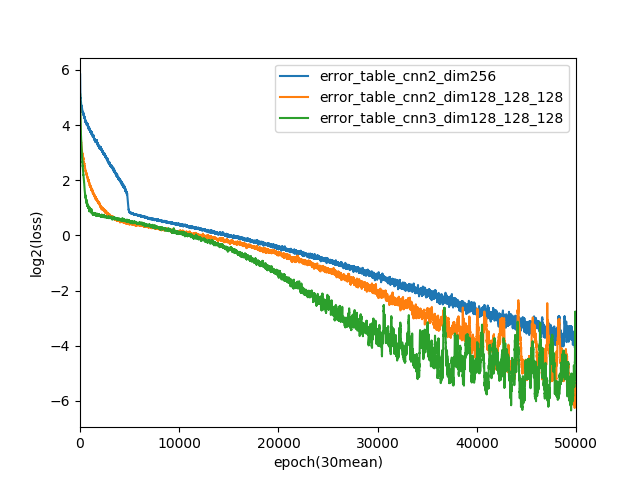 error_table_cnn2_dim256
error_table_cnn2_dim128_128_128
error_table_cnn3_dim128_128_128
log2(loss)
6
4
2
0
−2
−4
−6
0 10000 20000 30000 40000 50000
epoch(30mean)